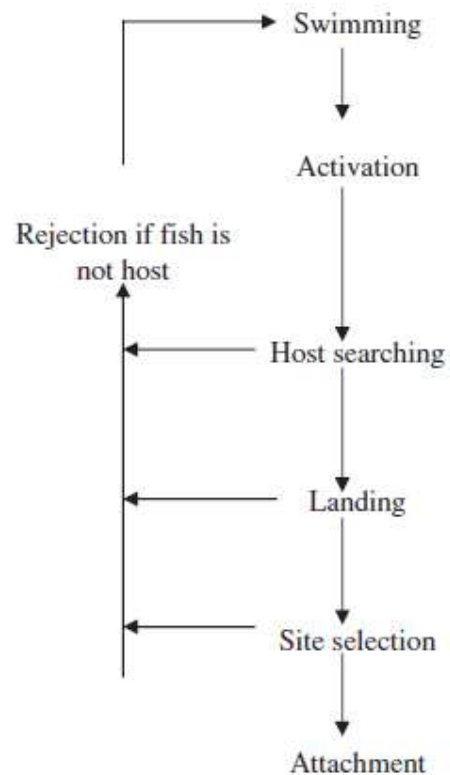 Swimming
Activation
Rejection if fish is
not host
Host searching
Landing
Site selection
Attachment